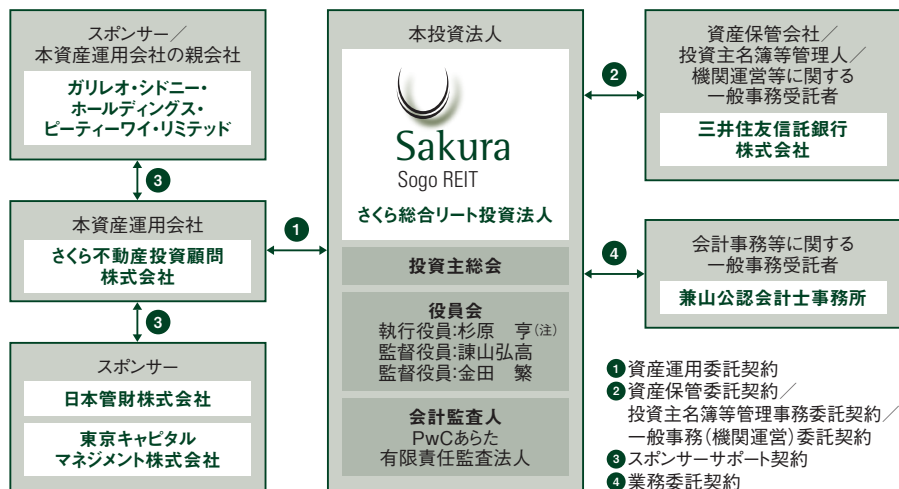 スポンサー／
本資産運用会社の親会社
ガリレオ・シドニー・
ホールディングス・
ピーティーワイ・リミテッド
3
本資産運用会社
さくら不動産投資顧問
株式会社
3
スポンサー
日本管財株式会社
東京キャピタル
マネジメント株式会社
1
本投資法人
Sakura
Sogo REIT
さくら総合リート投資法人
投資主総会
役員会
執行役員:杉原　亨(注)
監督役員:諌山弘高
監督役員:金田　繁
会計監査人
PwCあらた
有限責任監査法人
2
資産保管会社／
投資主名簿等管理人／
機関運営等に関する
一般事務受託者
三井住友信託銀行
株式会社
4
会計事務等に関する
一般事務受託者
兼山公認会計士事務所
1 資産運用委託契約
2 資産保管委託契約／
投資主名簿等管理事務委託契約／
一般事務(機関運営)委託契約
3 スポンサーサポート契約
4 業務委託契約